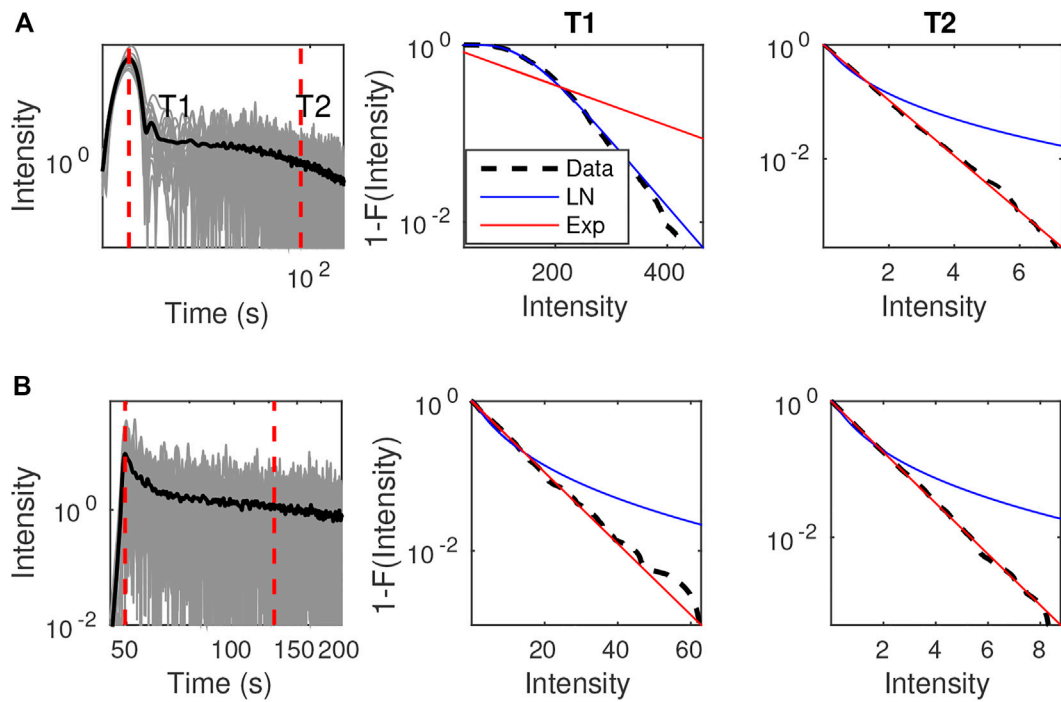 A
T1
T2
T1
T2
Intensity
10^0
10^2
Time (s)
1-F(Intensity)
10^0
10^-2
Data
LN
Exp
200
400
Intensity
10^0
10^-2
2
4
6
Intensity
B
Intensity
10^0
10^-2
50
100
150
200
Time (s)
1-F(Intensity)
10^0
10^-2
20
40
60
Intensity
10^0
10^-2
2
4
6
8
Intensity